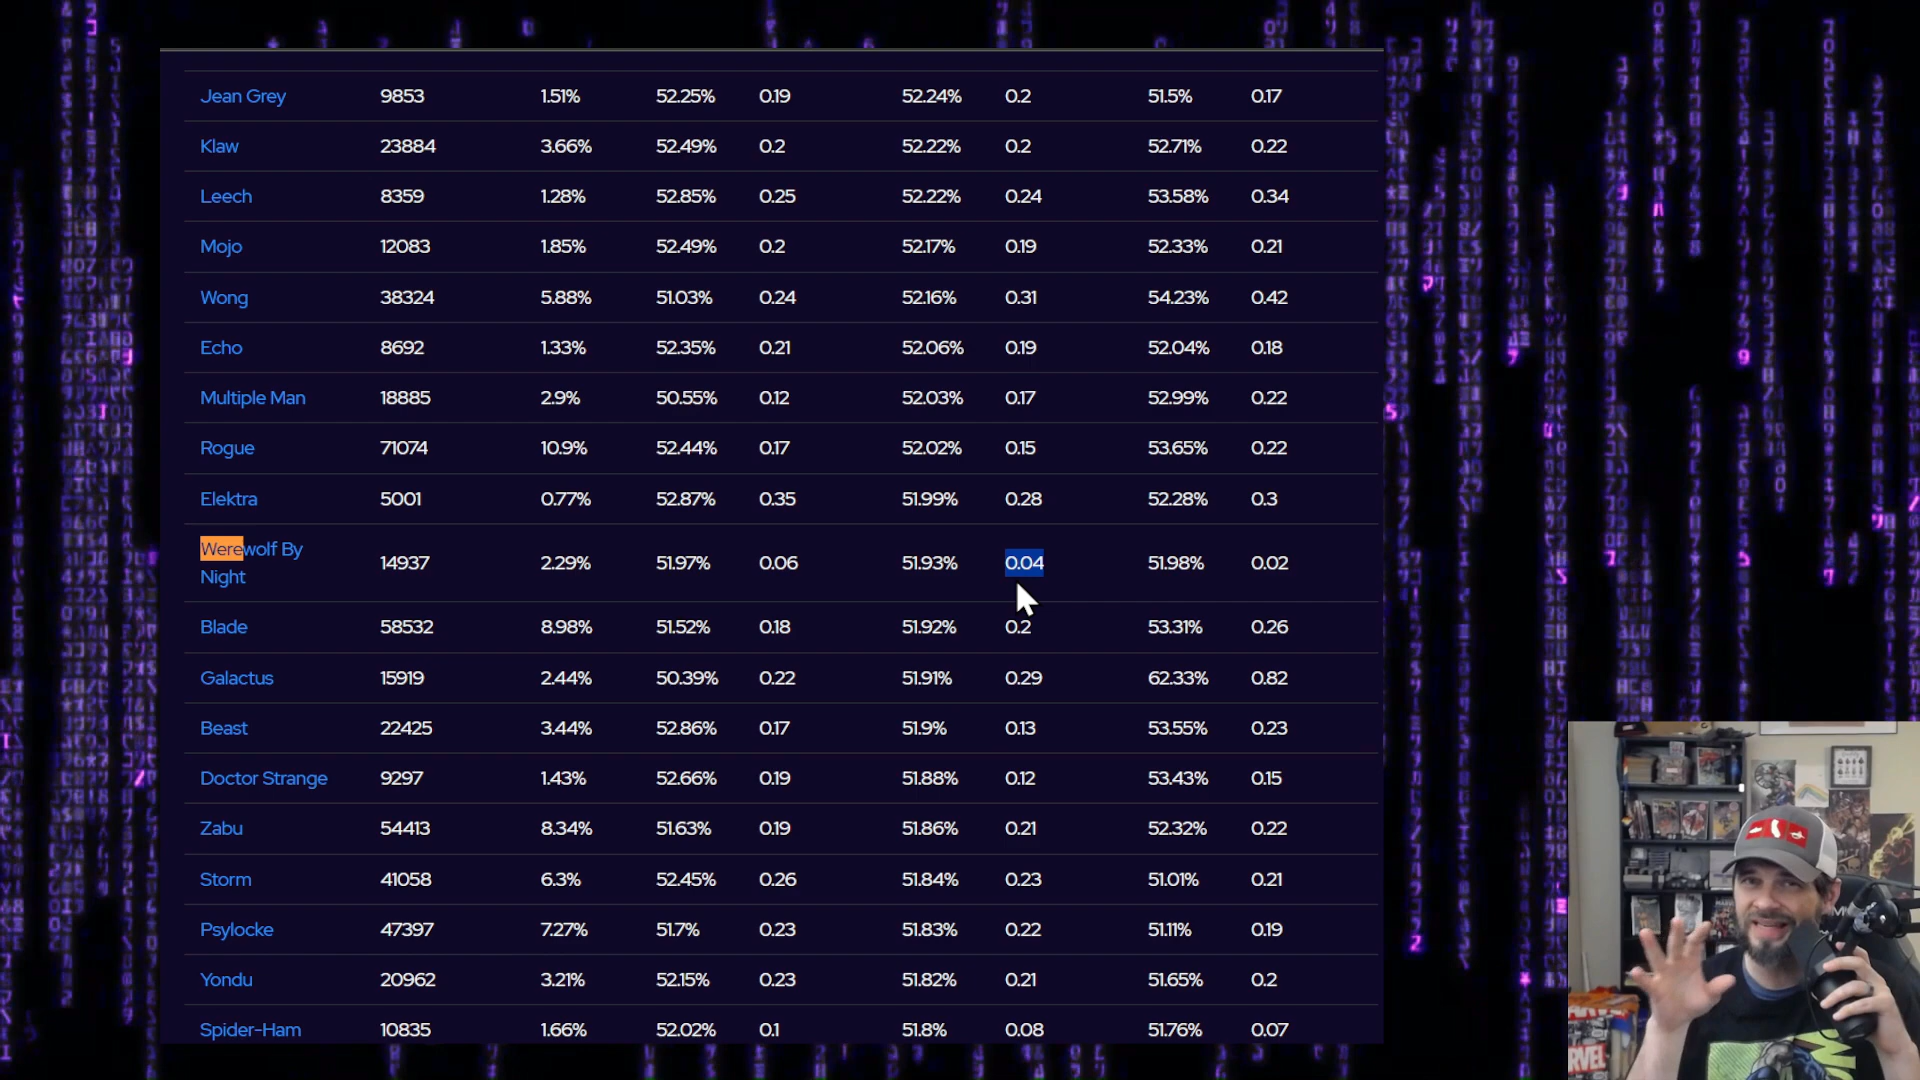 Jean Grey 9853 1.51% 52.25% 0.19 52.24% 0.2 51.5% 0.17
Klaw 23884 3.66% 52.49% 0.2 52.22% 0.2 52.71% 0.22
Leech 8359 1.28% 52.85% 0.25 52.22% 0.24 53.58% 0.34
Mojo 12083 1.85% 52.49% 0.2 52.17% 0.19 52.33% 0.21
Wong 38324 5.88% 51.03% 0.24 52.16% 0.31 54.23% 0.42
Echo 8692 1.33% 52.35% 0.21 52.06% 0.19 52.04% 0.18
Multiple Man 18885 2.9% 50.55% 0.12 52.03% 0.17 52.99% 0.22
Rogue 71074 10.9% 52.44% 0.17 52.02% 0.15 53.65% 0.22
Elektra 5001 0.77% 52.87% 0.35 51.99% 0.28 52.28% 0.3
Werewolf By
Night 14937 2.29% 51.97% 0.06 51.93% 0.04 51.98% 0.02
Blade 58532 8.98% 51.52% 0.18 51.92% 0.2 53.31% 0.26
Galactus 15919 2.44% 50.39% 0.22 51.91% 0.29 62.33% 0.82
Beast 22425 3.44% 52.86% 0.17 51.9% 0.13 53.55% 0.23
Doctor Strange 9297 1.43% 52.66% 0.19 51.88% 0.12 53.43% 0.15
Zabu 54413 8.34% 51.63% 0.19 51.86% 0.21 52.32% 0.22
Storm 41058 6.3% 52.45% 0.26 51.84% 0.23 51.01% 0.21
Psylocke 47397 7.27% 51.7% 0.23 51.83% 0.22 51.11% 0.19
Yondu 20962 3.21% 52.15% 0.23 51.82% 0.21 51.65% 0.2
Spider-Ham 10835 1.66% 52.02% 0.1 51.8% 0.08 51.76% 0.07
MARVEL